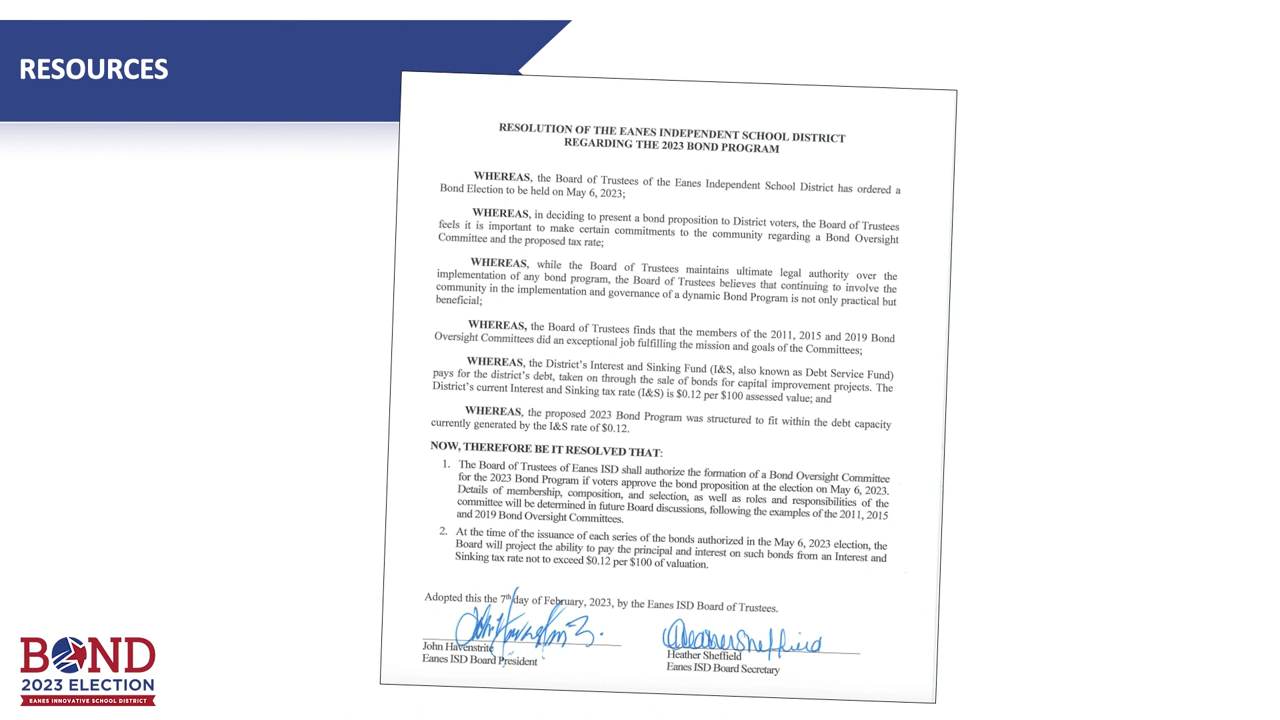 RESOURCES
RESOLUTION OF THE EANES INDEPENDENT SCHOOL DISTRICT
REGARDING THE 2023 BOND PROGRAM
WHEREAS, the Board of Trustees of the Eanes Independent School District has ordered a
Bond Election to be held on May 6, 2023;
WHEREAS, in deciding to present a bond proposition to District voters, the Board of Trustees
feels it is important to make certain commitments to the community regarding a Bond Oversight
Committee and the proposed tax rate;
WHEREAS, while the Board of Trustees maintains ultimate legal authority over the
implementation of any bond program, the Board of Trustees believes that continuing to involve the
community in the implementation and governance of a dynamic Bond Program is not only practical but
beneficial;
WHEREAS, the Board of Trustees finds that the members of the 2011, 2015 and 2019 Bond
Oversight Committees did an exceptional job fulfilling the mission and goals of the Committees;
WHEREAS, the District's Interest and Sinking Fund (I&S, also known as Debt Service Fund)
pays for the district's debt, taken on through the sale of bonds for capital improvement projects. The
District's current Interest and Sinking tax rate (I&S) is $0.12 per $100 assessed value; and
WHEREAS, the proposed 2023 Bond Program was structured to fit within the debt capacity
currently generated by the I&S rate of $0.12.
NOW, THEREFORE BE IT RESOLVED THAT:
1. The Board of Trustees of Eanes ISD shall authorize the formation of a Bond Oversight Committee
for the 2023 Bond Program if voters approve the bond proposition at the election on May 6, 2023.
Details of membership, composition, and selection, as well as roles and responsibilities of the
committee will be determined in future Board discussions, following the examples of the 2011, 2015
and 2019 Bond Oversight Committees.
2. At the time of the issuance of each series of the bonds authorized in the May 6, 2023 election, the
Board will project the ability to pay the principal and interest on such bonds from an Interest and
Sinking tax rate not to exceed $0.12 per $100 of valuation.
Adopted this the 7th day of February, 2023, by the Eanes ISD Board of Trustees.
Heather Sheffield
John Havenstrite
Eanes ISD Board President
Heather Sheffield
Eanes ISD Board Secretary
BOND
2023 ELECTION
EANES INNOVATIVE SCHOOL DISTRICT